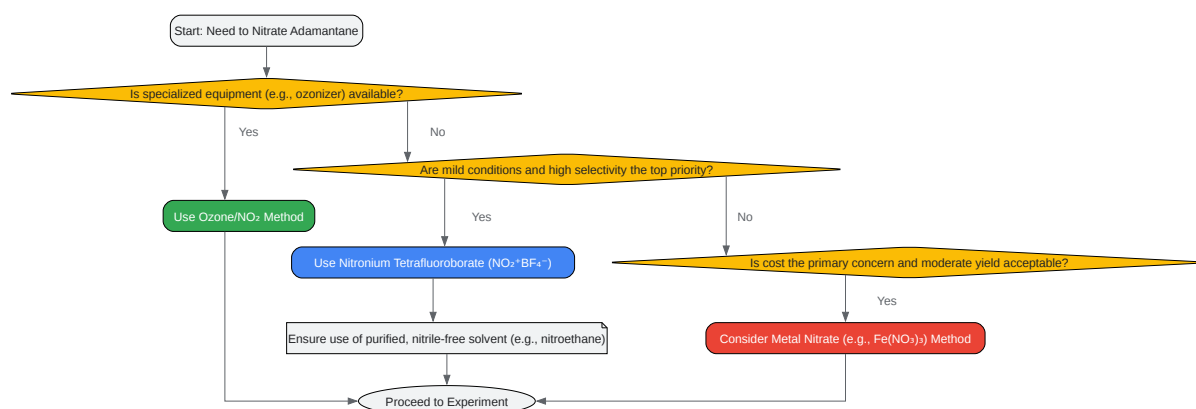 Start: Need to Nitrate Adamantane
Is specialized equipment (e.g., ozonizer) available?
Yes
No
Are mild conditions and high selectivity the top priority?
Use Ozone/NO₂ Method
Yes
No
Use Nitronium Tetrafluoroborate (NO₂⁺BF₄⁻)
Is cost the primary concern and moderate yield acceptable?
Yes
Ensure use of purified, nitrile-free solvent (e.g., nitroethane)
Consider Metal Nitrate (e.g., Fe(NO₃)₃) Method
Proceed to Experiment